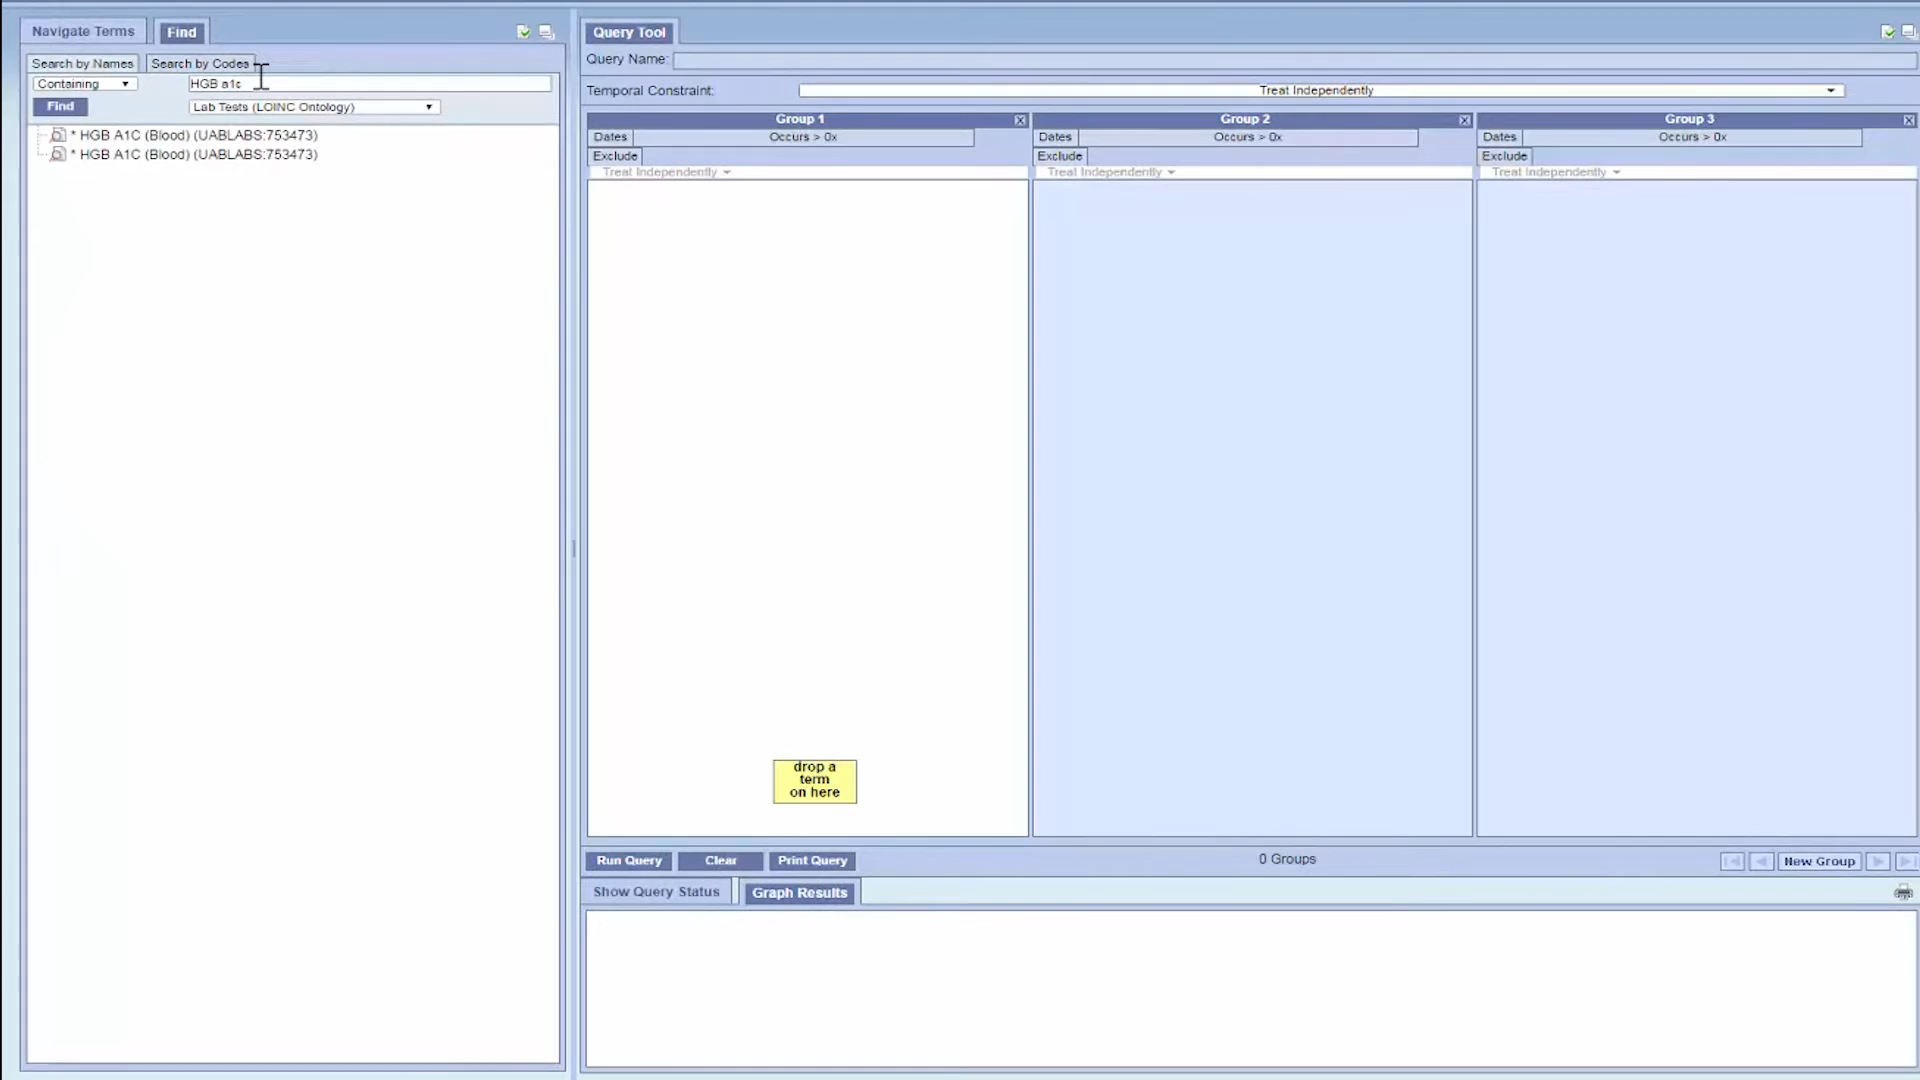 Navigate Terms
Find
Search by Names
Search by Codes
Containing
HGB a1c
Find
Lab Tests (LOINC Ontology)
* HGB A1C (Blood) (UABLABS:753473)
* HGB A1C (Blood) (UABLABS:753473)
Query Tool
Query Name:
Temporal Constraint:
Treat Independently
Group 1
Dates
Occurs > 0x
Exclude
Treat Independently
drop a
term
on here
Group 2
Dates
Occurs > 0x
Exclude
Treat Independently
Group 3
Dates
Occurs > 0x
Exclude
Treat Independently
Run Query
Clear
Print Query
0 Groups
New Group
Show Query Status
Graph Results